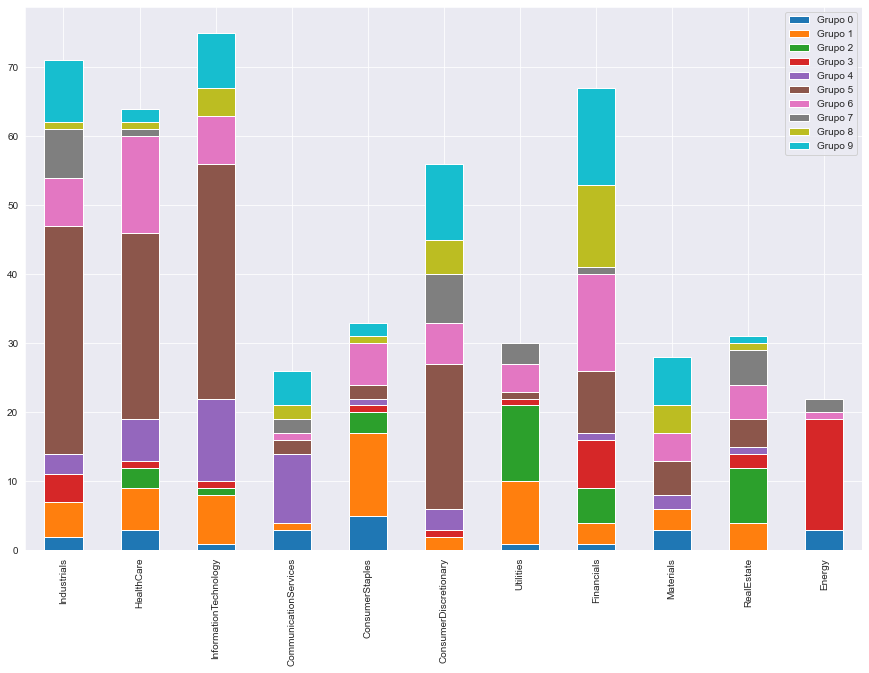 Grupo 0
Grupo 1
Grupo 2
Grupo 3
Grupo 4
Grupo 5
Grupo 6
Grupo 7
Grupo 8
Grupo 9
70
60
50
40
30
20
10
0
Industrials
HealthCare
InformationTechnology
CommunicationServices
ConsumerStaples
ConsumerDiscretionary
Utilities
Financials
Materials
RealEstate
Energy